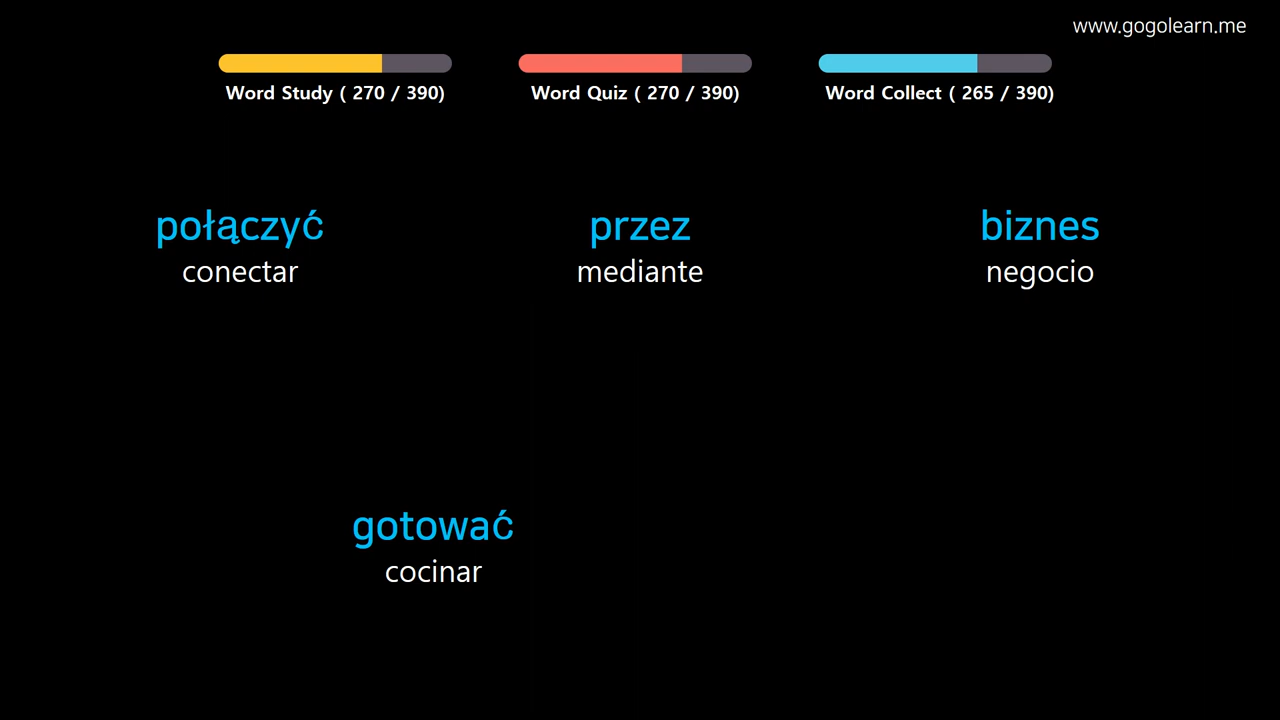 www.gogolearn.me
Word Study ( 270 / 390)
Word Quiz ( 270 / 390)
Word Collect ( 265 / 390)
połączyć
conectar
przez
mediante
biznes
negocio
gotować
cocinar